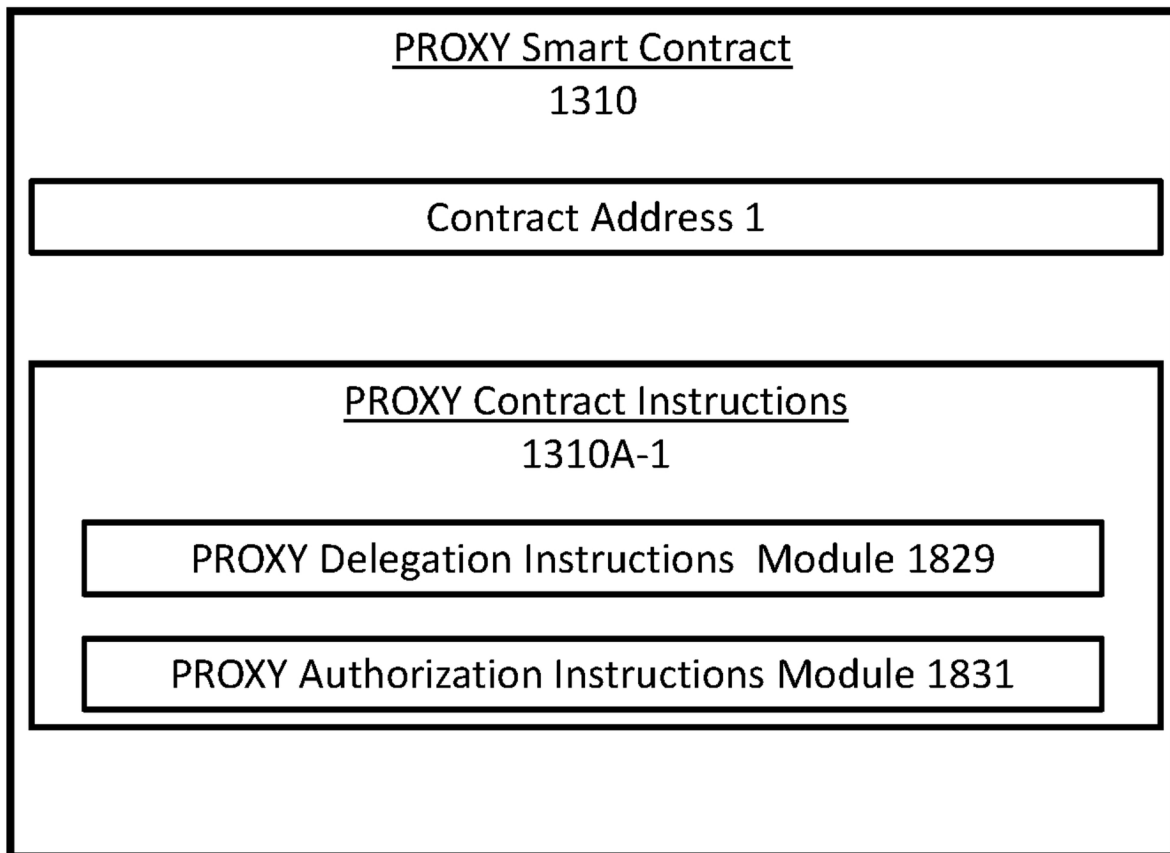 PROXY Smart Contract
1310
Contract Address 1
PROXY Contract Instructions
1310A-1
PROXY Delegation Instructions  Module 1829
PROXY Authorization Instructions Module 1831